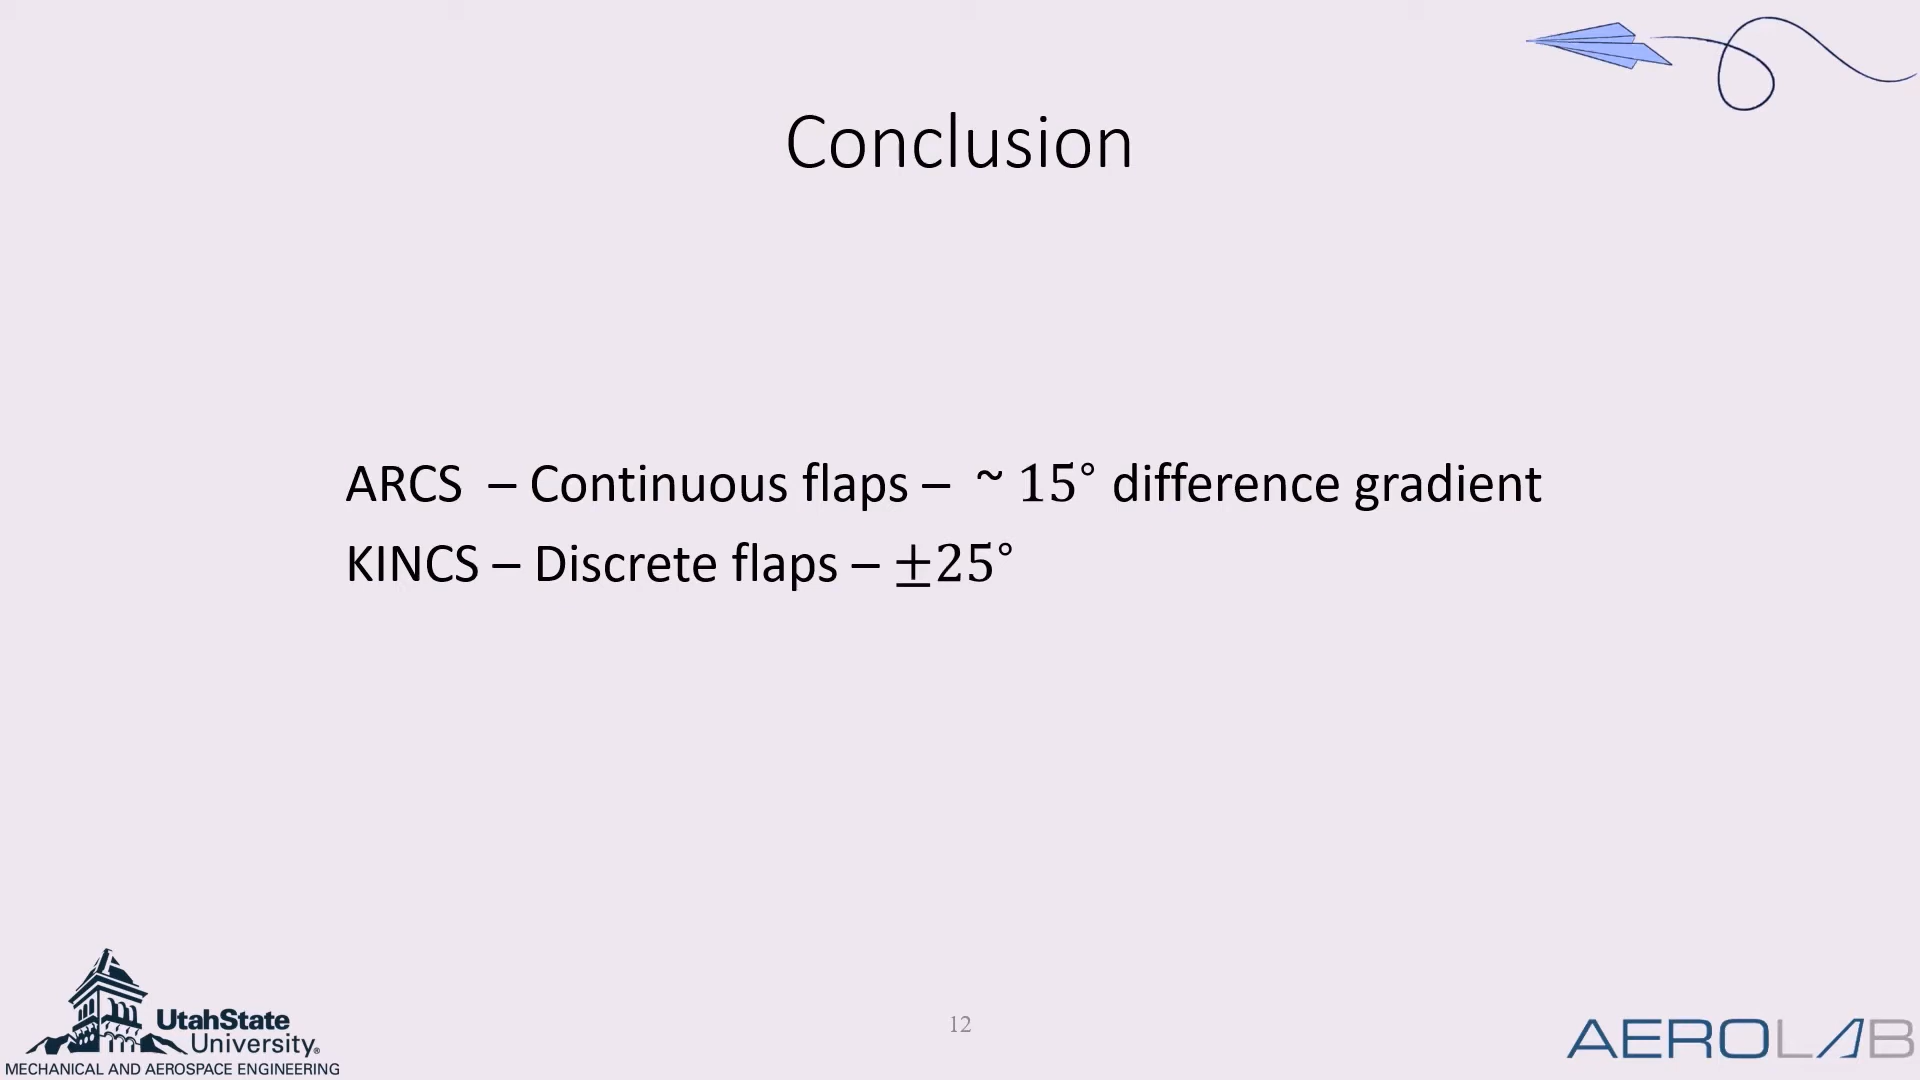 Conclusion
ARCS – Continuous flaps – ~ 15° difference gradient
KINCS – Discrete flaps – ±25°
UtahState
University®
MECHANICAL AND AEROSPACE ENGINEERING
12
AEROLAB